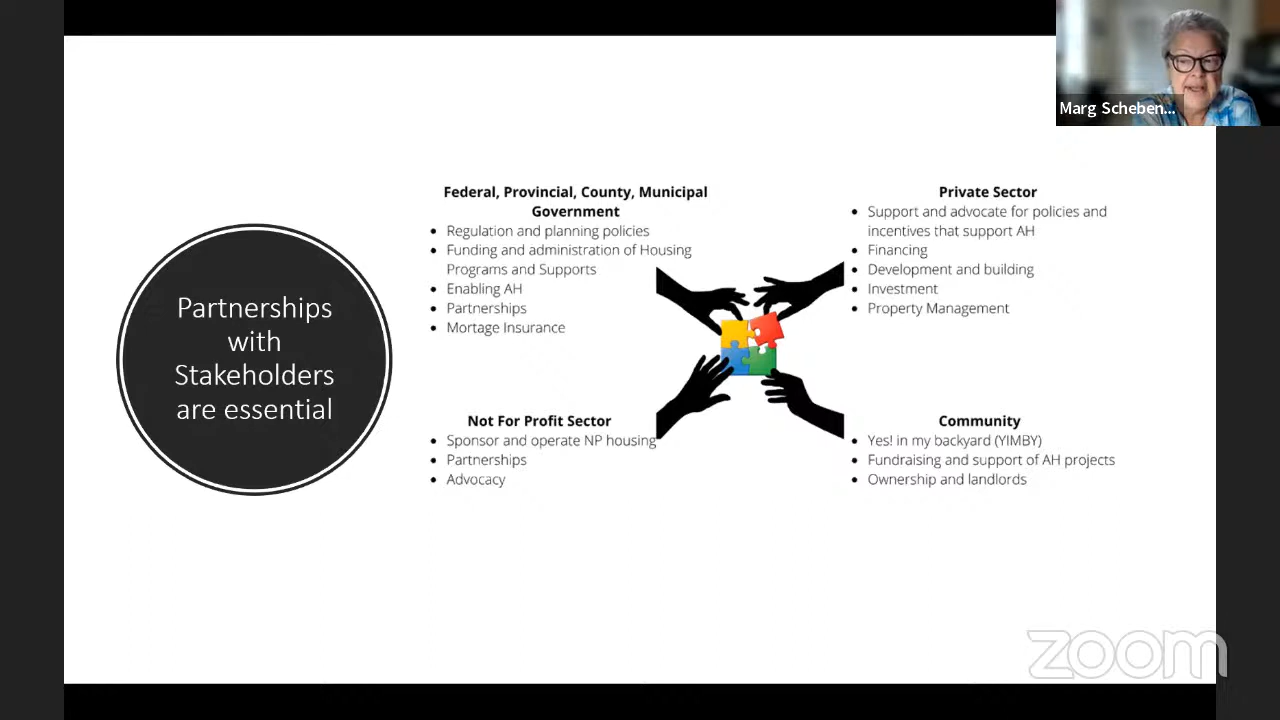 Marg Scheben...
Partnerships
with
Stakeholders
are essential
Federal, Provincial, County, Municipal
Government
• Regulation and planning policies
• Funding and administration of Housing
Programs and Supports
• Enabling AH
• Partnerships
• Mortage Insurance
Private Sector
• Support and advocate for policies and
incentives that support AH
• Financing
• Development and building
• Investment
• Property Management
Not For Profit Sector
• Sponsor and operate NP housing
• Partnerships
• Advocacy
Community
• Yes! in my backyard (YIMBY)
• Fundraising and support of AH projects
• Ownership and landlords
zoom